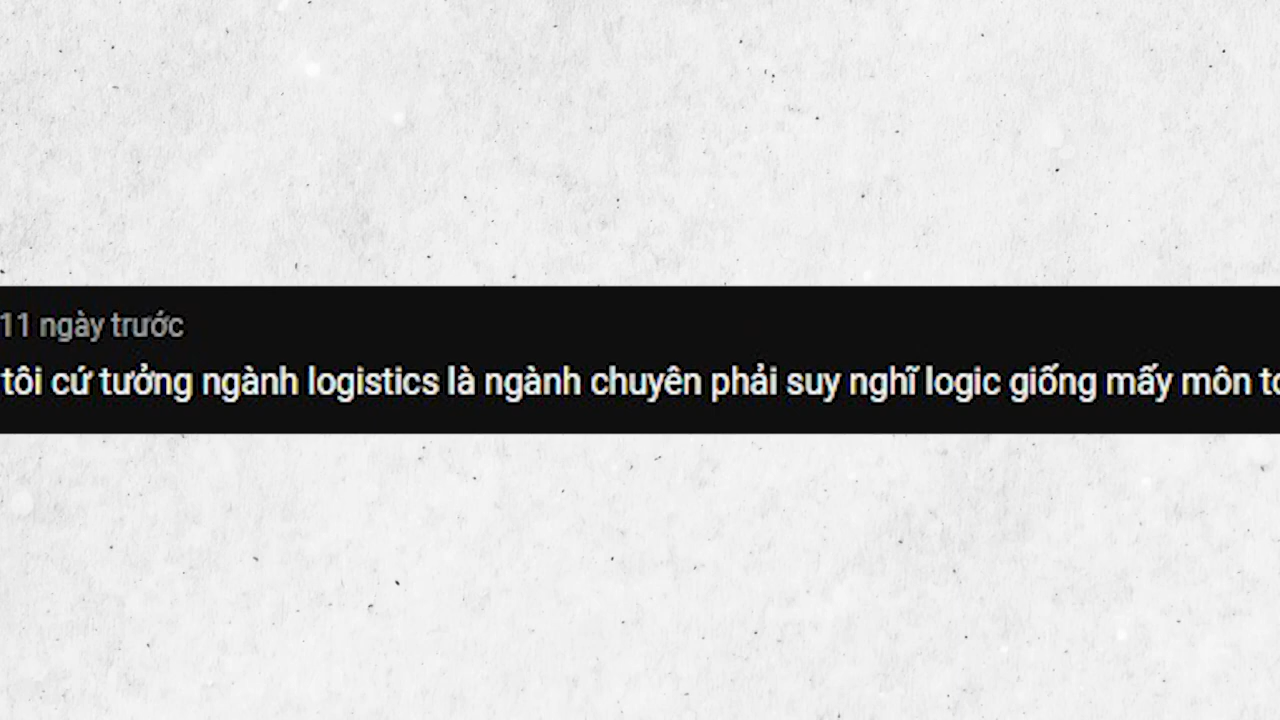 11 ngày trước
tôi cứ tưởng ngành logistics là ngành chuyên phải suy nghĩ logic giống mấy môn